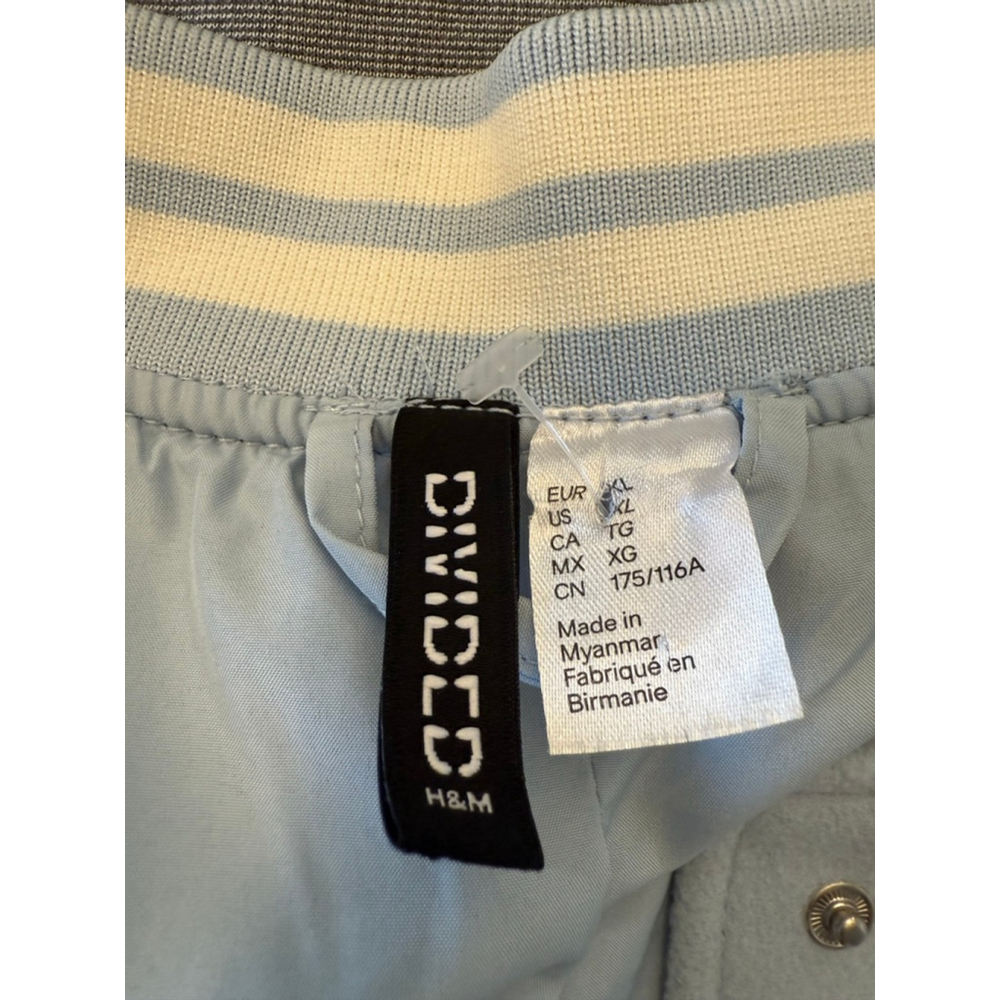 DIVIDED
H&M
EUR XL
US XL
CA TG
MX XG
CN 175/116A
Made in
Myanmar
Fabriqué en
Birmanie